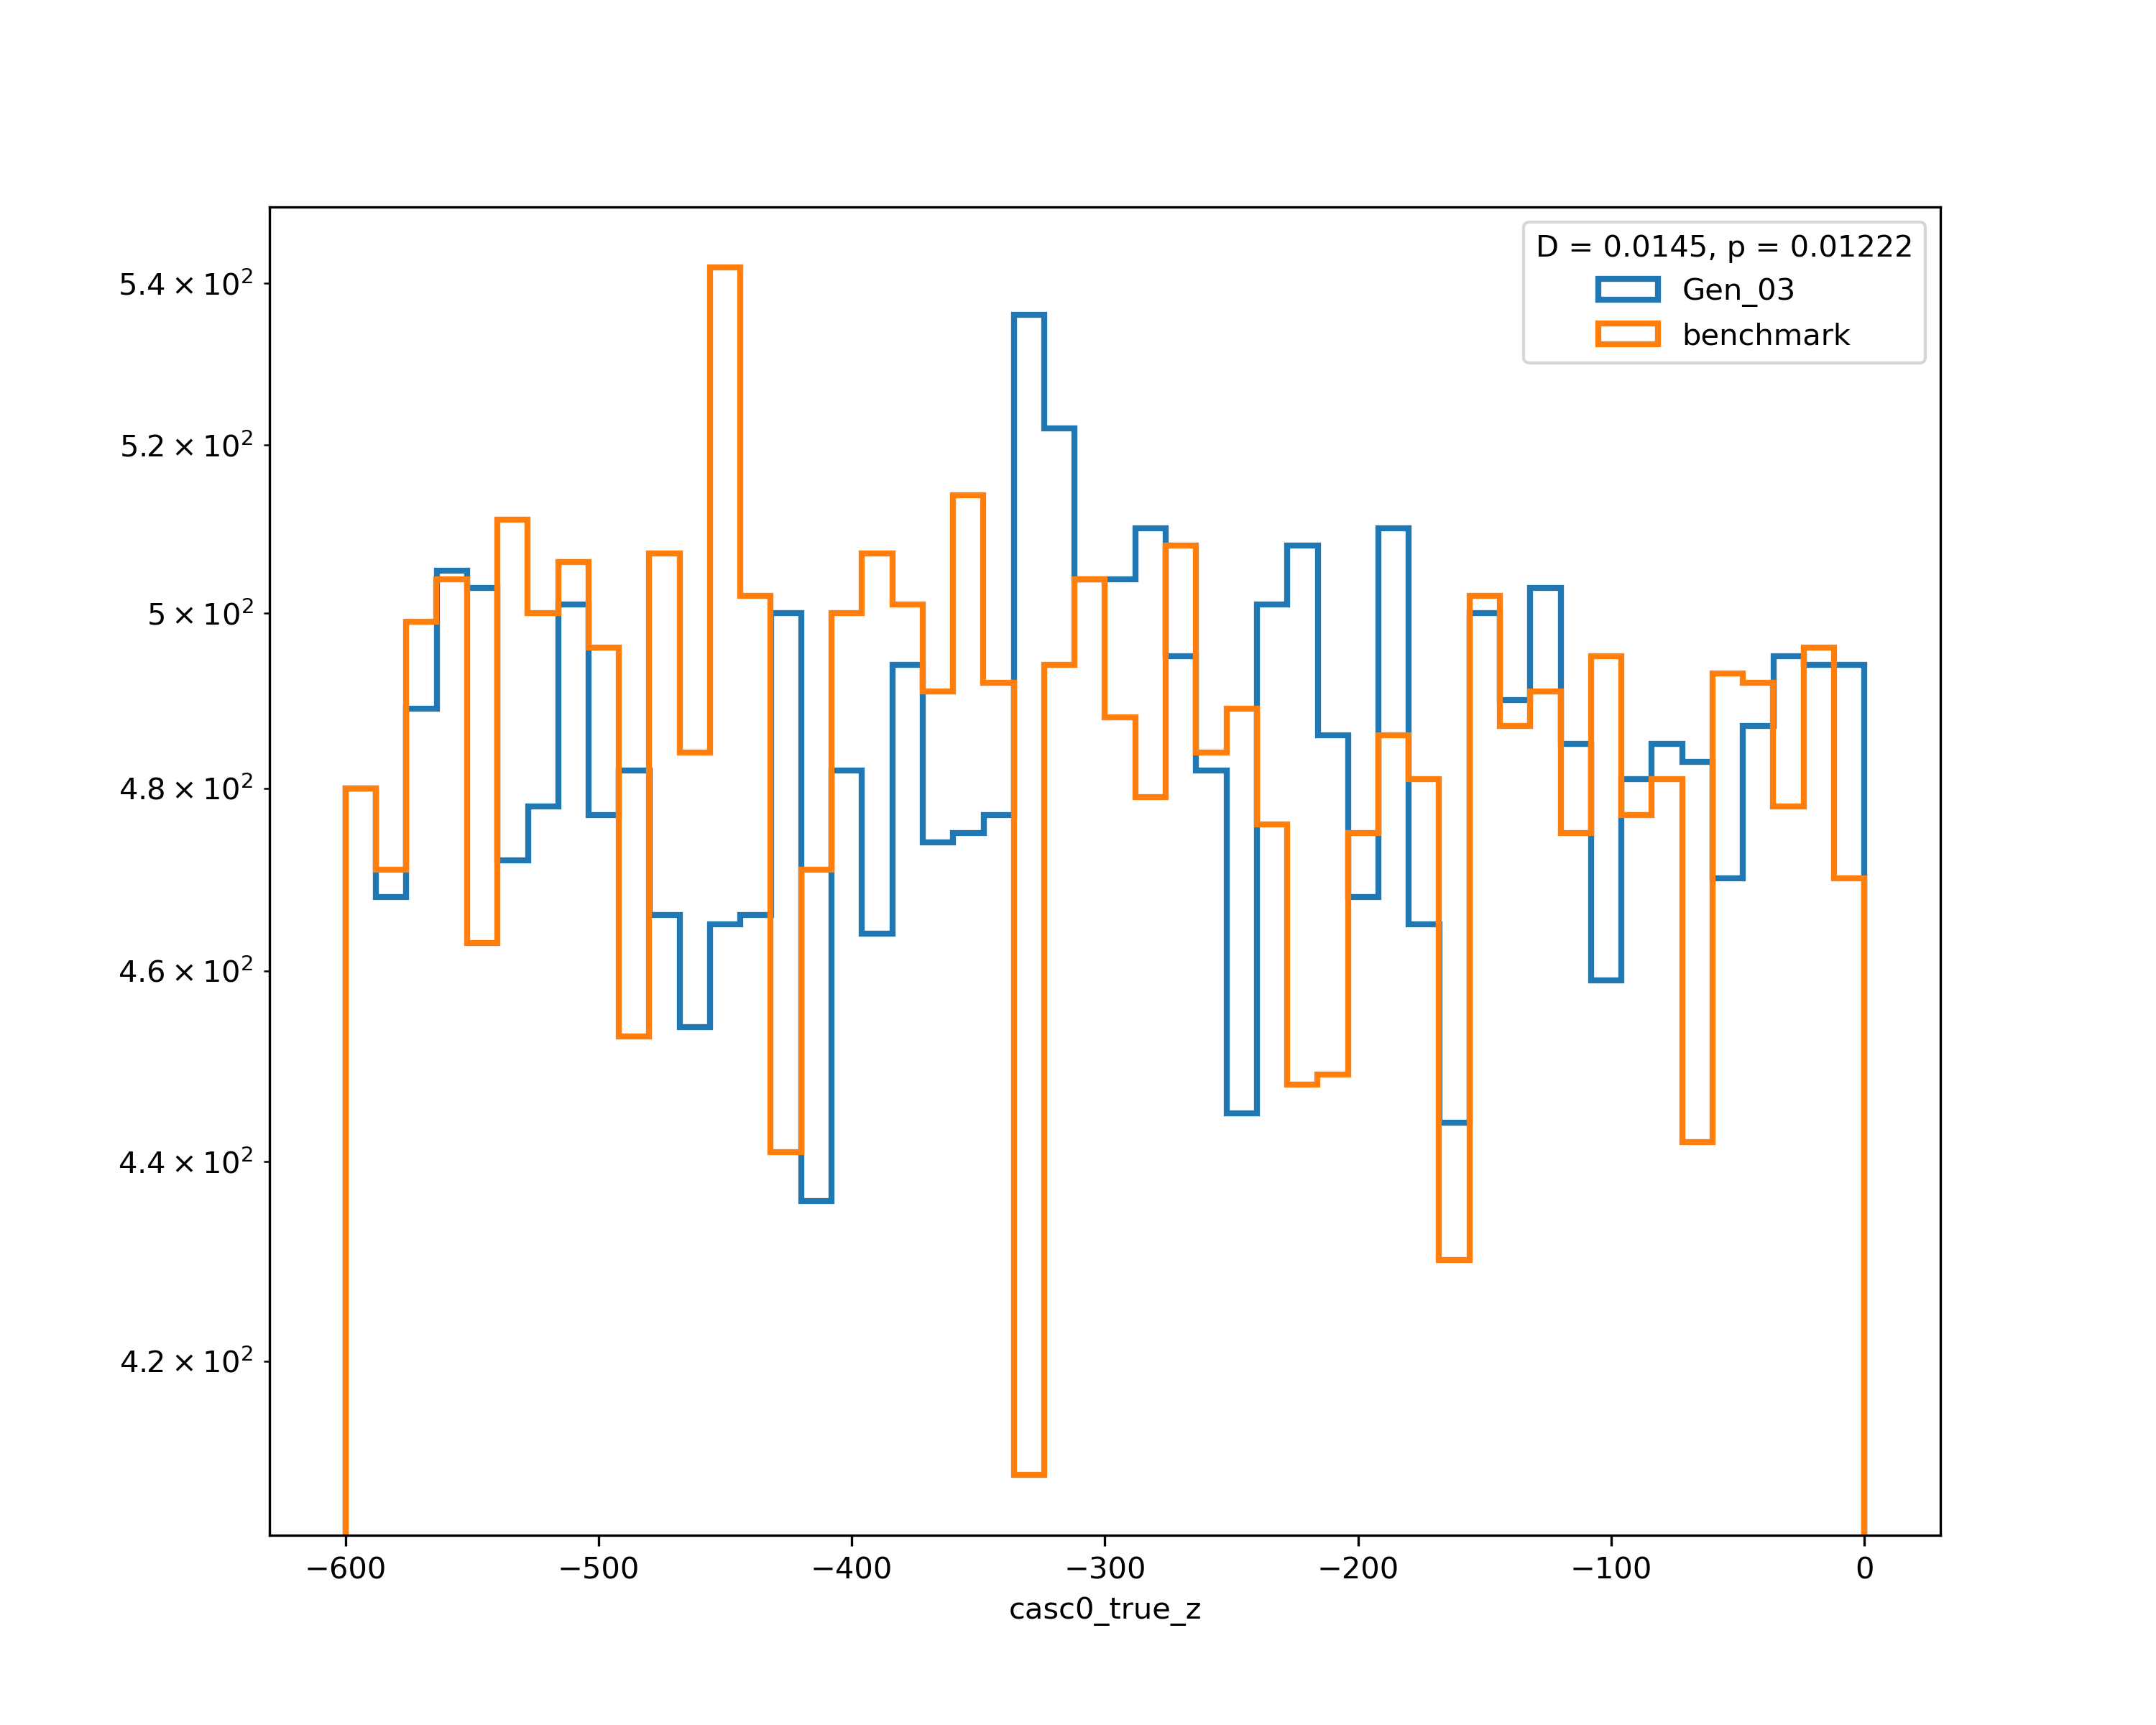 D = 0.0145, p = 0.01222
Gen_03
benchmark
5.4 × 10²
5.2 × 10²
5 × 10²
4.8 × 10²
4.6 × 10²
4.4 × 10²
4.2 × 10²
−600 −500 −400 −300 −200 −100 0
casc0_true_z